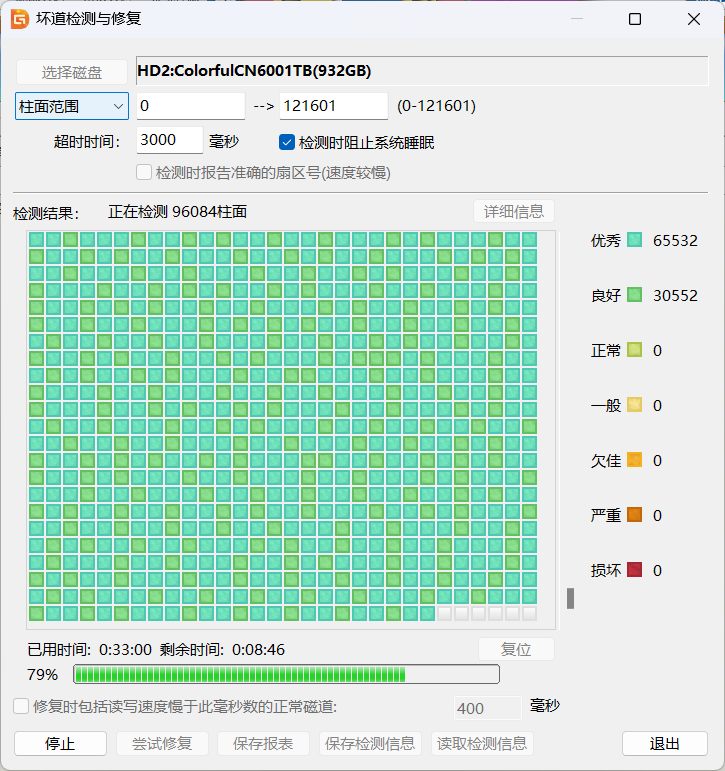 坏道检测与修复
选择磁盘 HD2:ColorfulCN6001TB(932GB)
柱面范围 0 --> 121601 (0-121601)
超时时间: 3000 毫秒 检测时阻止系统睡眠
检测时报告准确的扇区号(速度较慢)
检测结果: 正在检测 96084柱面 详细信息
优秀 65532
良好 30552
正常 0
一般 0
欠佳 0
严重 0
损坏 0
已用时间: 0:33:00 剩余时间: 0:08:46 复位
79%
修复时包括读写速度慢于此毫秒数的正常磁道: 400 毫秒
停止 尝试修复 保存报表 保存检测信息 读取检测信息 退出